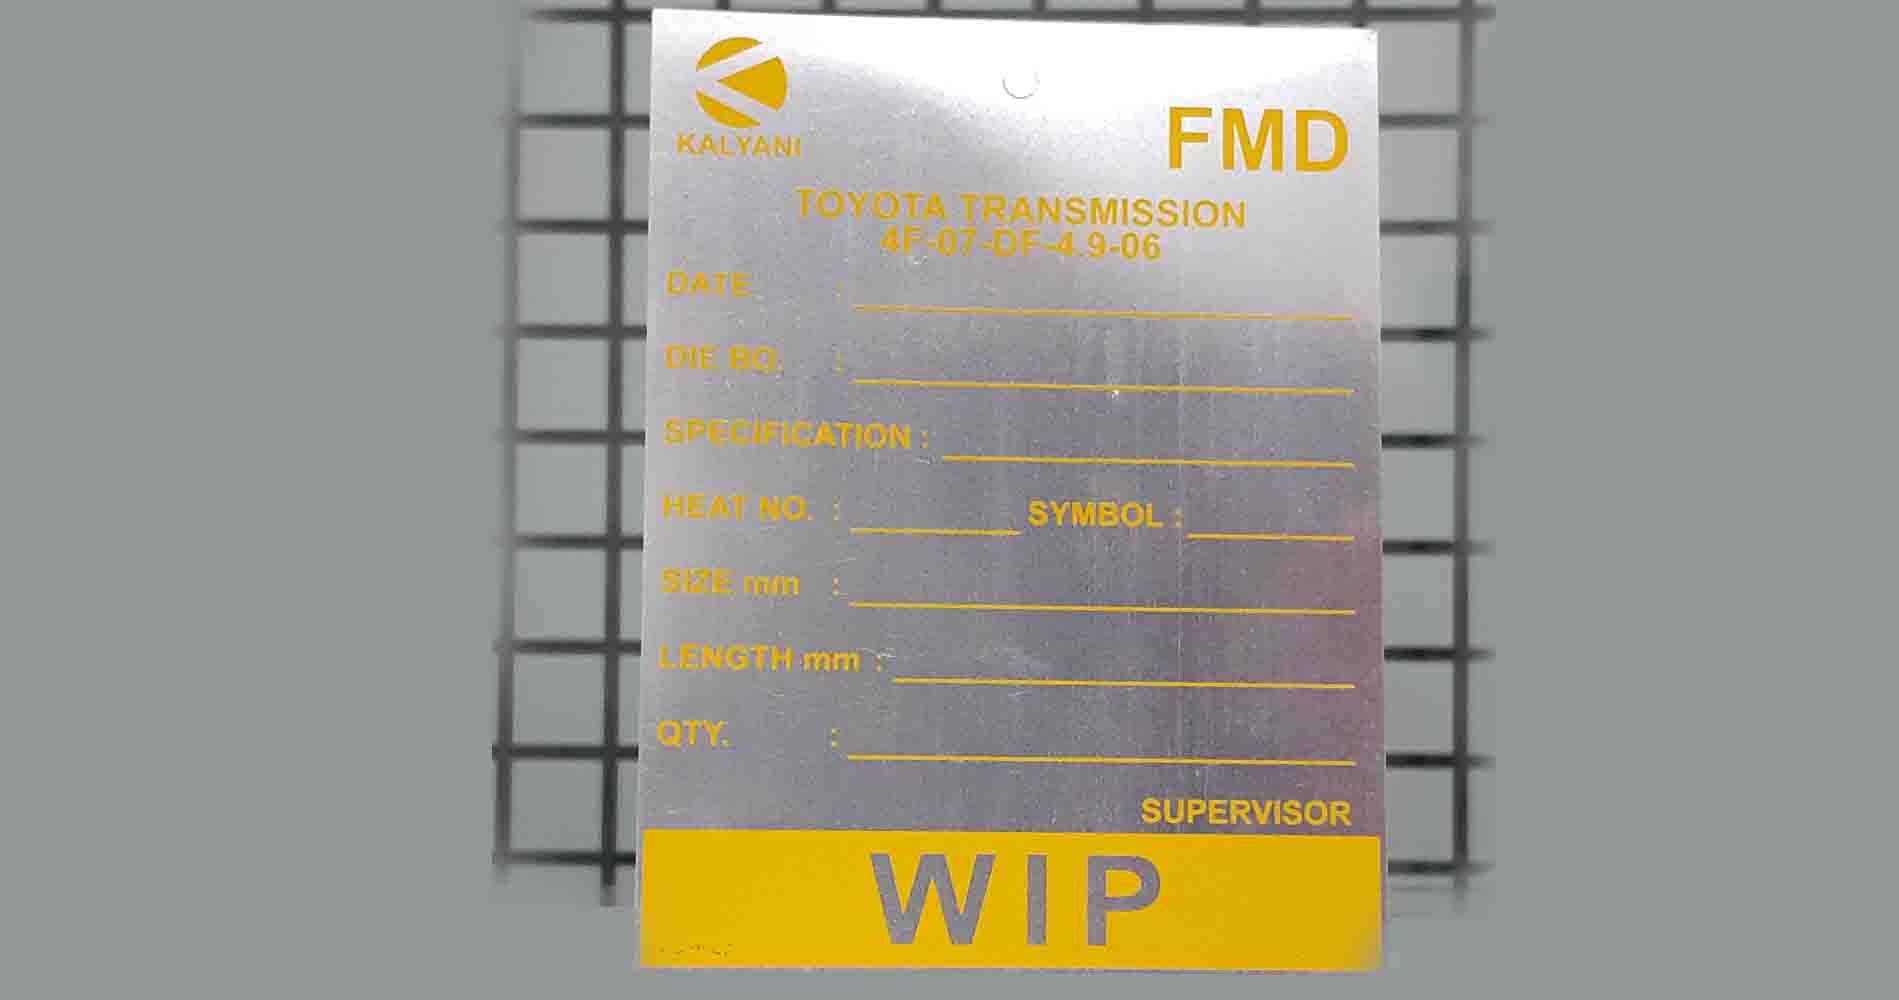 KALYANI
FMD
TOYOTA TRANSMISSION
4F-07-DF-4.9-06
DATE :
DIE BO. :
SPECIFICATION :
HEAT NO. : SYMBOL :
SIZE mm :
LENGTH mm :
QTY. :
SUPERVISOR
WIP